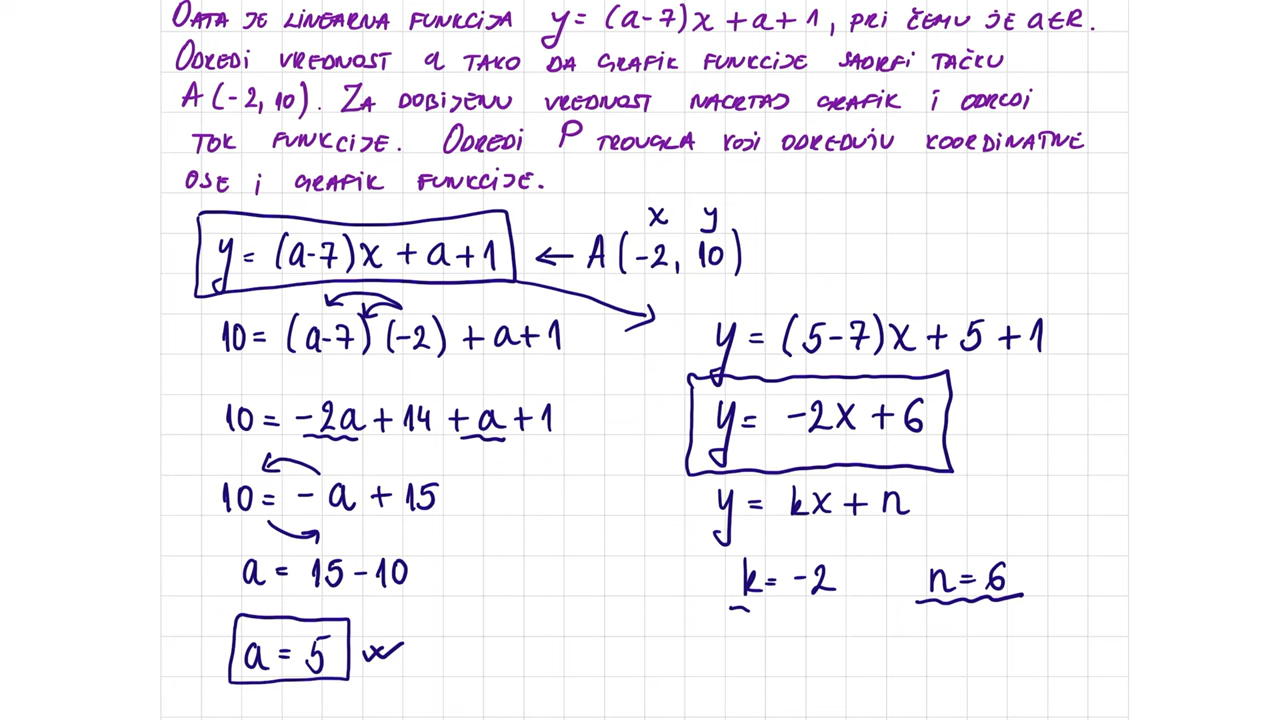 DATA JE LINEARNA FUNKCIJA y = (a-7)x + a + 1, PRI ČEMU JE a∈R.
ODREDI VREDNOST a TAKO DA GRAFIK FUNKCIJE SADRŽI TAČKU
A(-2, 10). ZA DOBIJENU VREDNOST NACRTAJ GRAFIK I ODREDI
TOK FUNKCIJE. ODREDI P TROUGLA KOJI ODREĐUJU KOORDINATNE
OSE I GRAFIK FUNKCIJE.
x y
y = (a-7)x + a + 1 ← A(-2, 10)
10 = (a-7)(-2) + a + 1
10 = -2a + 14 + a + 1
10 = -a + 15
a = 15 - 10
a = 5
y = (5-7)x + 5 + 1
y = -2x + 6
y = kx + n
k = -2 n = 6